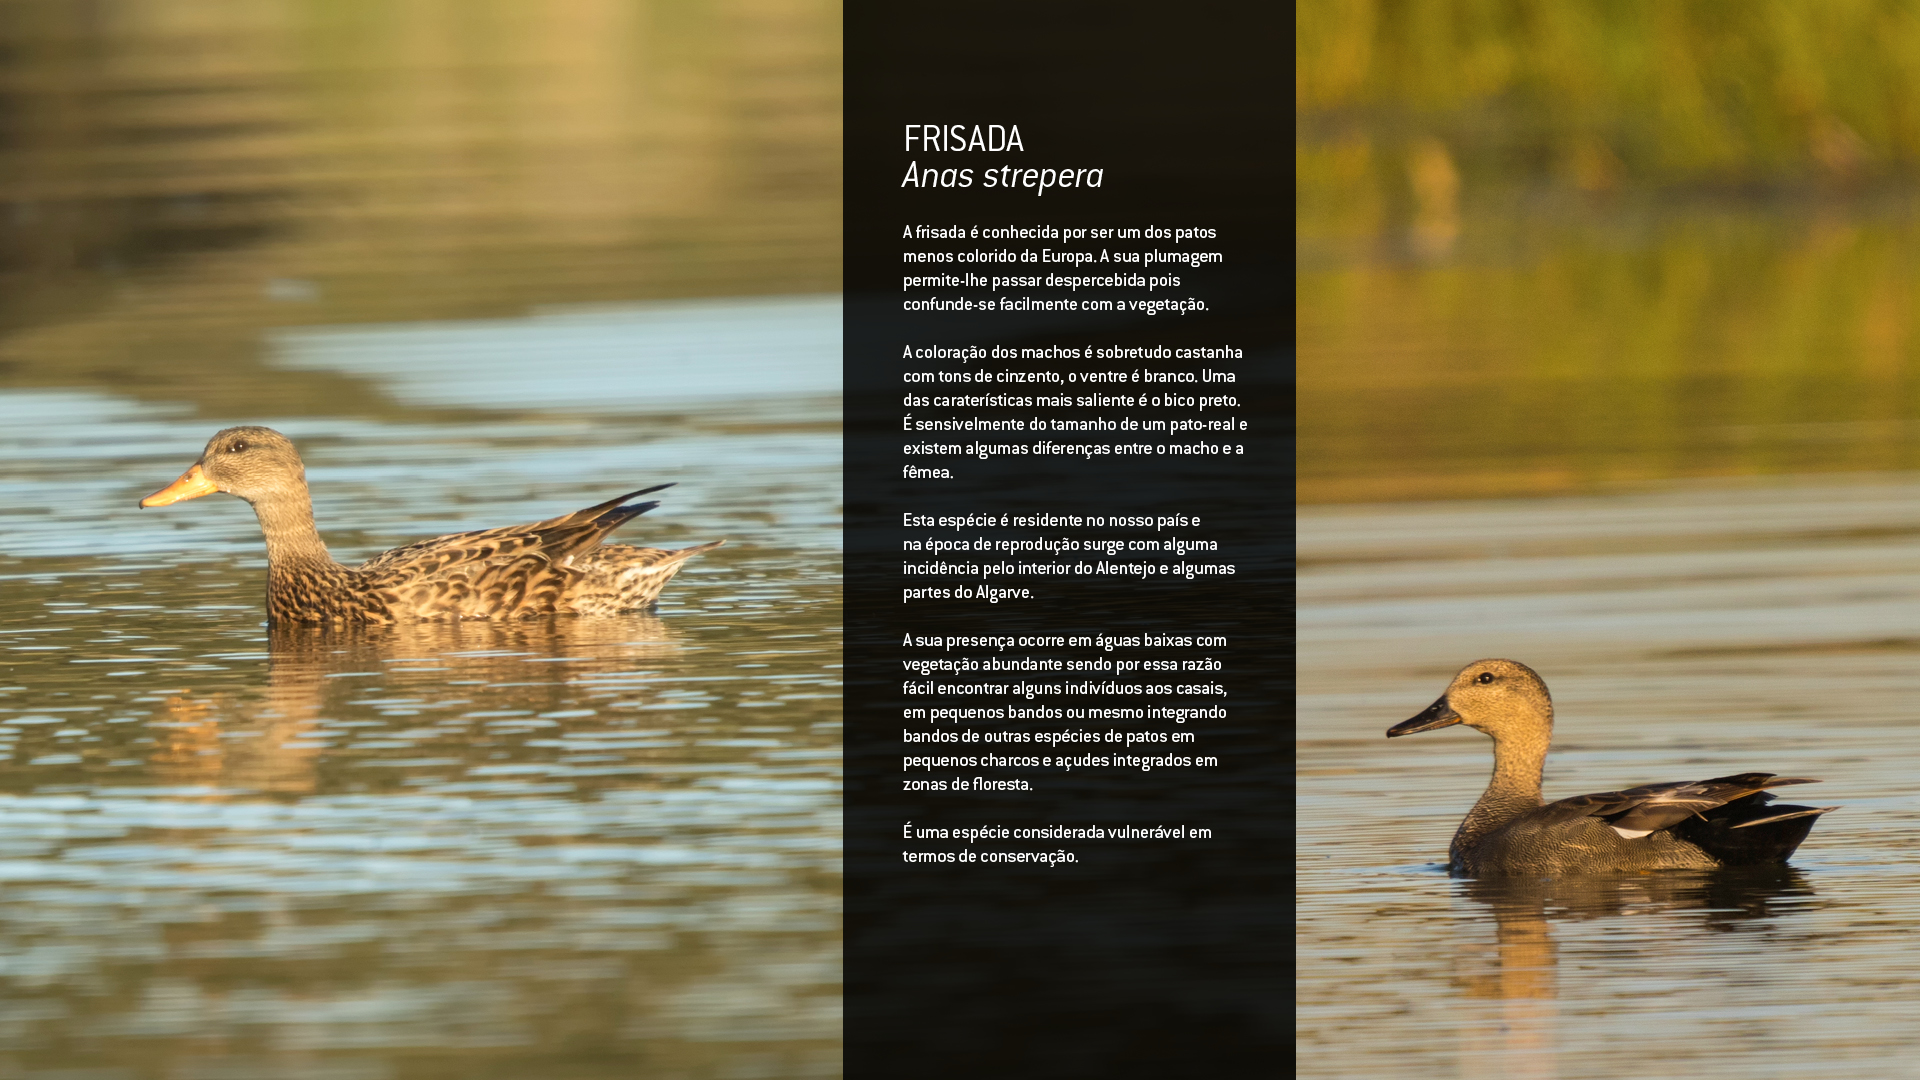 FRISADA
Anas strepera
A frisada é conhecida por ser um dos patos
menos colorido da Europa. A sua plumagem
permite-lhe passar despercebida pois
confunde-se facilmente com a vegetação.
A coloração dos machos é sobretudo castanha
com tons de cinzento, o ventre é branco. Uma
das caraterísticas mais saliente é o bico preto.
É sensivelmente do tamanho de um pato-real e
existem algumas diferenças entre o macho e a
fêmea.
Esta espécie é residente no nosso país e
na época de reprodução surge com alguma
incidência pelo interior do Alentejo e algumas
partes do Algarve.
A sua presença ocorre em águas baixas com
vegetação abundante sendo por essa razão
fácil encontrar alguns indivíduos aos casais,
em pequenos bandos ou mesmo integrando
bandos de outras espécies de patos em
pequenos charcos e açudes integrados em
zonas de floresta.
É uma espécie considerada vulnerável em
termos de conservação.